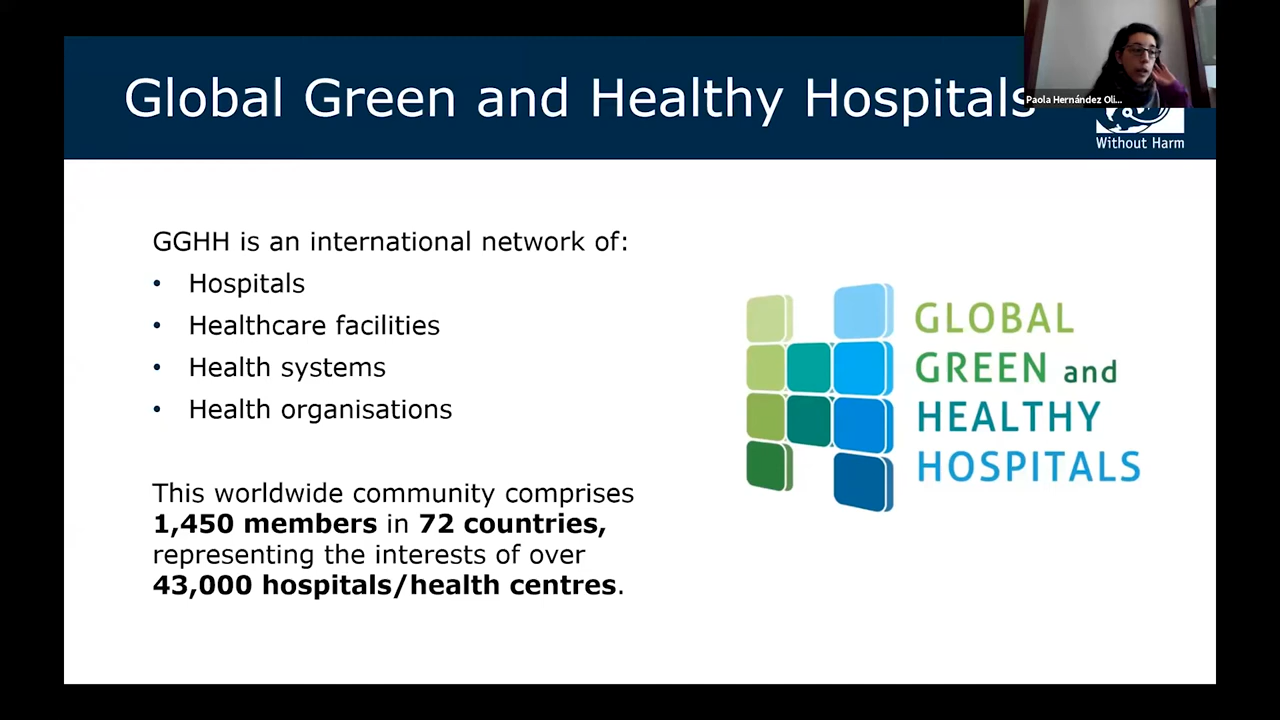 Global Green and Healthy Hospitals
Paola Hernández Oli...
Without Harm
GGHH is an international network of:
• Hospitals
• Healthcare facilities
• Health systems
• Health organisations
This worldwide community comprises
1,450 members in 72 countries,
representing the interests of over
43,000 hospitals/health centres.
GLOBAL
GREEN and
HEALTHY
HOSPITALS